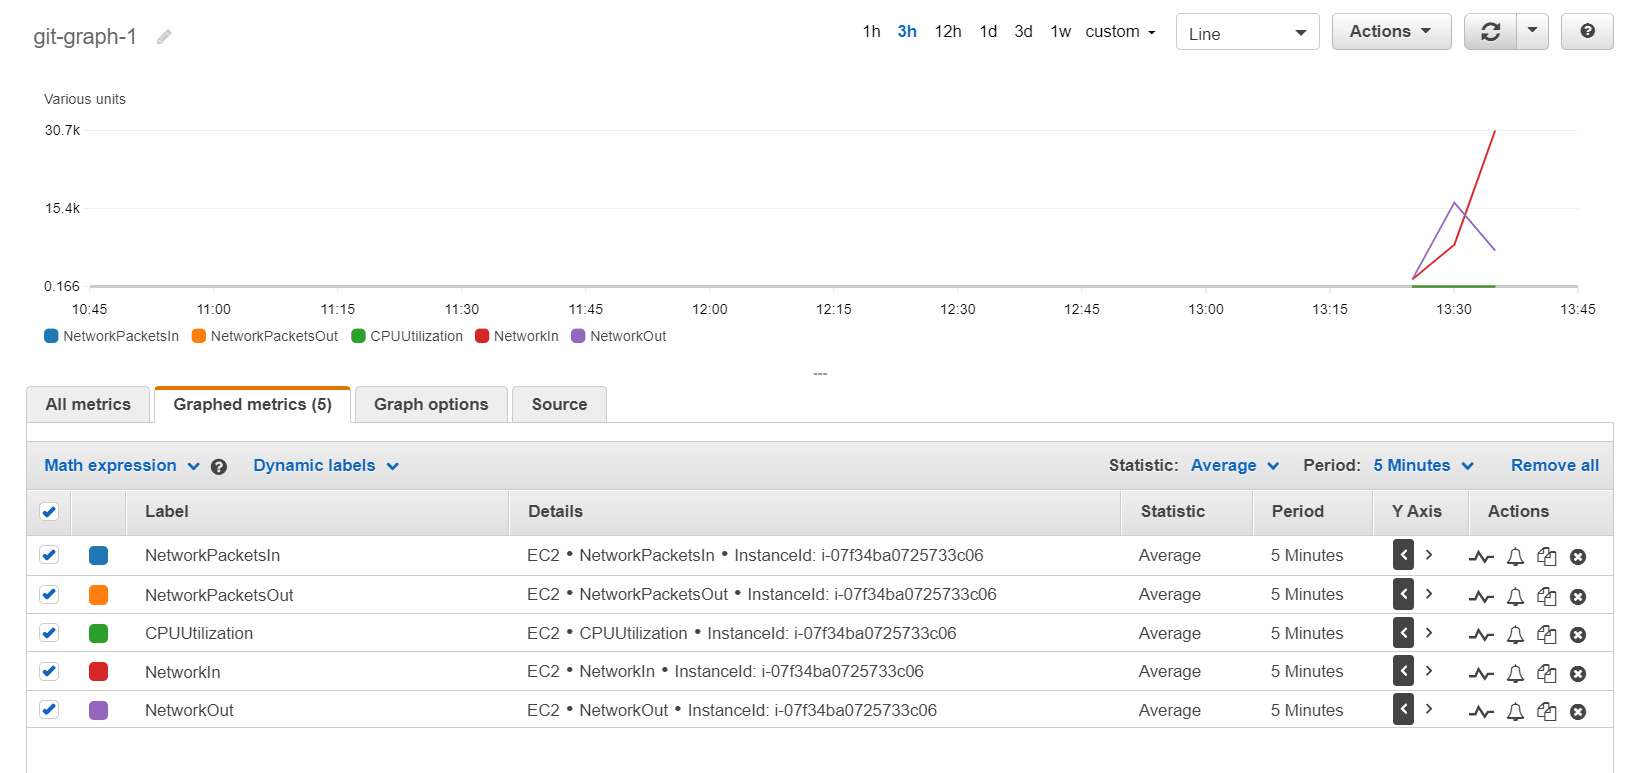 git-graph-1
1h 3h 12h 1d 3d 1w custom Line Actions
Various units
30.7k
15.4k
0.166
10:45 11:00 11:15 11:30 11:45 12:00 12:15 12:30 12:45 13:00 13:15 13:30 13:45
NetworkPacketsIn NetworkPacketsOut CPUUtilization NetworkIn NetworkOut
All metrics Graphed metrics (5) Graph options Source
Math expression ? Dynamic labels Statistic: Average Period: 5 Minutes Remove all
Label Details Statistic Period Y Axis Actions
NetworkPacketsIn EC2 • NetworkPacketsIn • InstanceId: i-07f34ba0725733c06 Average 5 Minutes
NetworkPacketsOut EC2 • NetworkPacketsOut • InstanceId: i-07f34ba0725733c06 Average 5 Minutes
CPUUtilization EC2 • CPUUtilization • InstanceId: i-07f34ba0725733c06 Average 5 Minutes
NetworkIn EC2 • NetworkIn • InstanceId: i-07f34ba0725733c06 Average 5 Minutes
NetworkOut EC2 • NetworkOut • InstanceId: i-07f34ba0725733c06 Average 5 Minutes